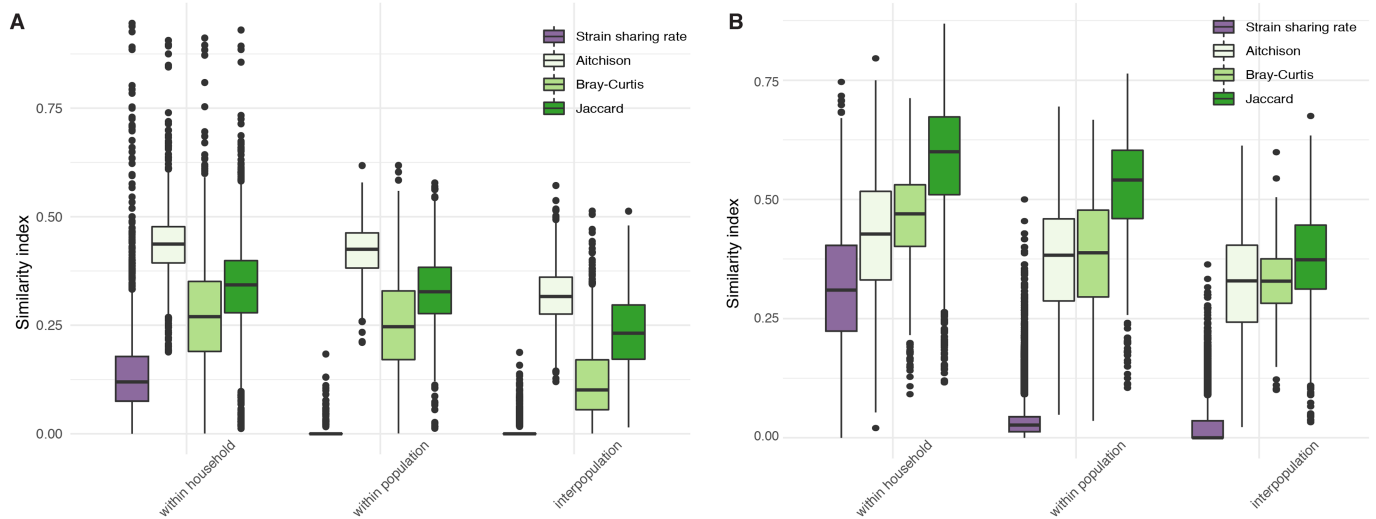 A
Strain sharing rate
Aitchison
Bray-Curtis
Jaccard
Similarity index
0.75
0.50
0.25
0.00
within household
within population
interpopulation
B
Strain sharing rate
Aitchison
Bray-Curtis
Jaccard
Similarity index
0.75
0.50
0.25
0.00
within household
within population
interpopulation